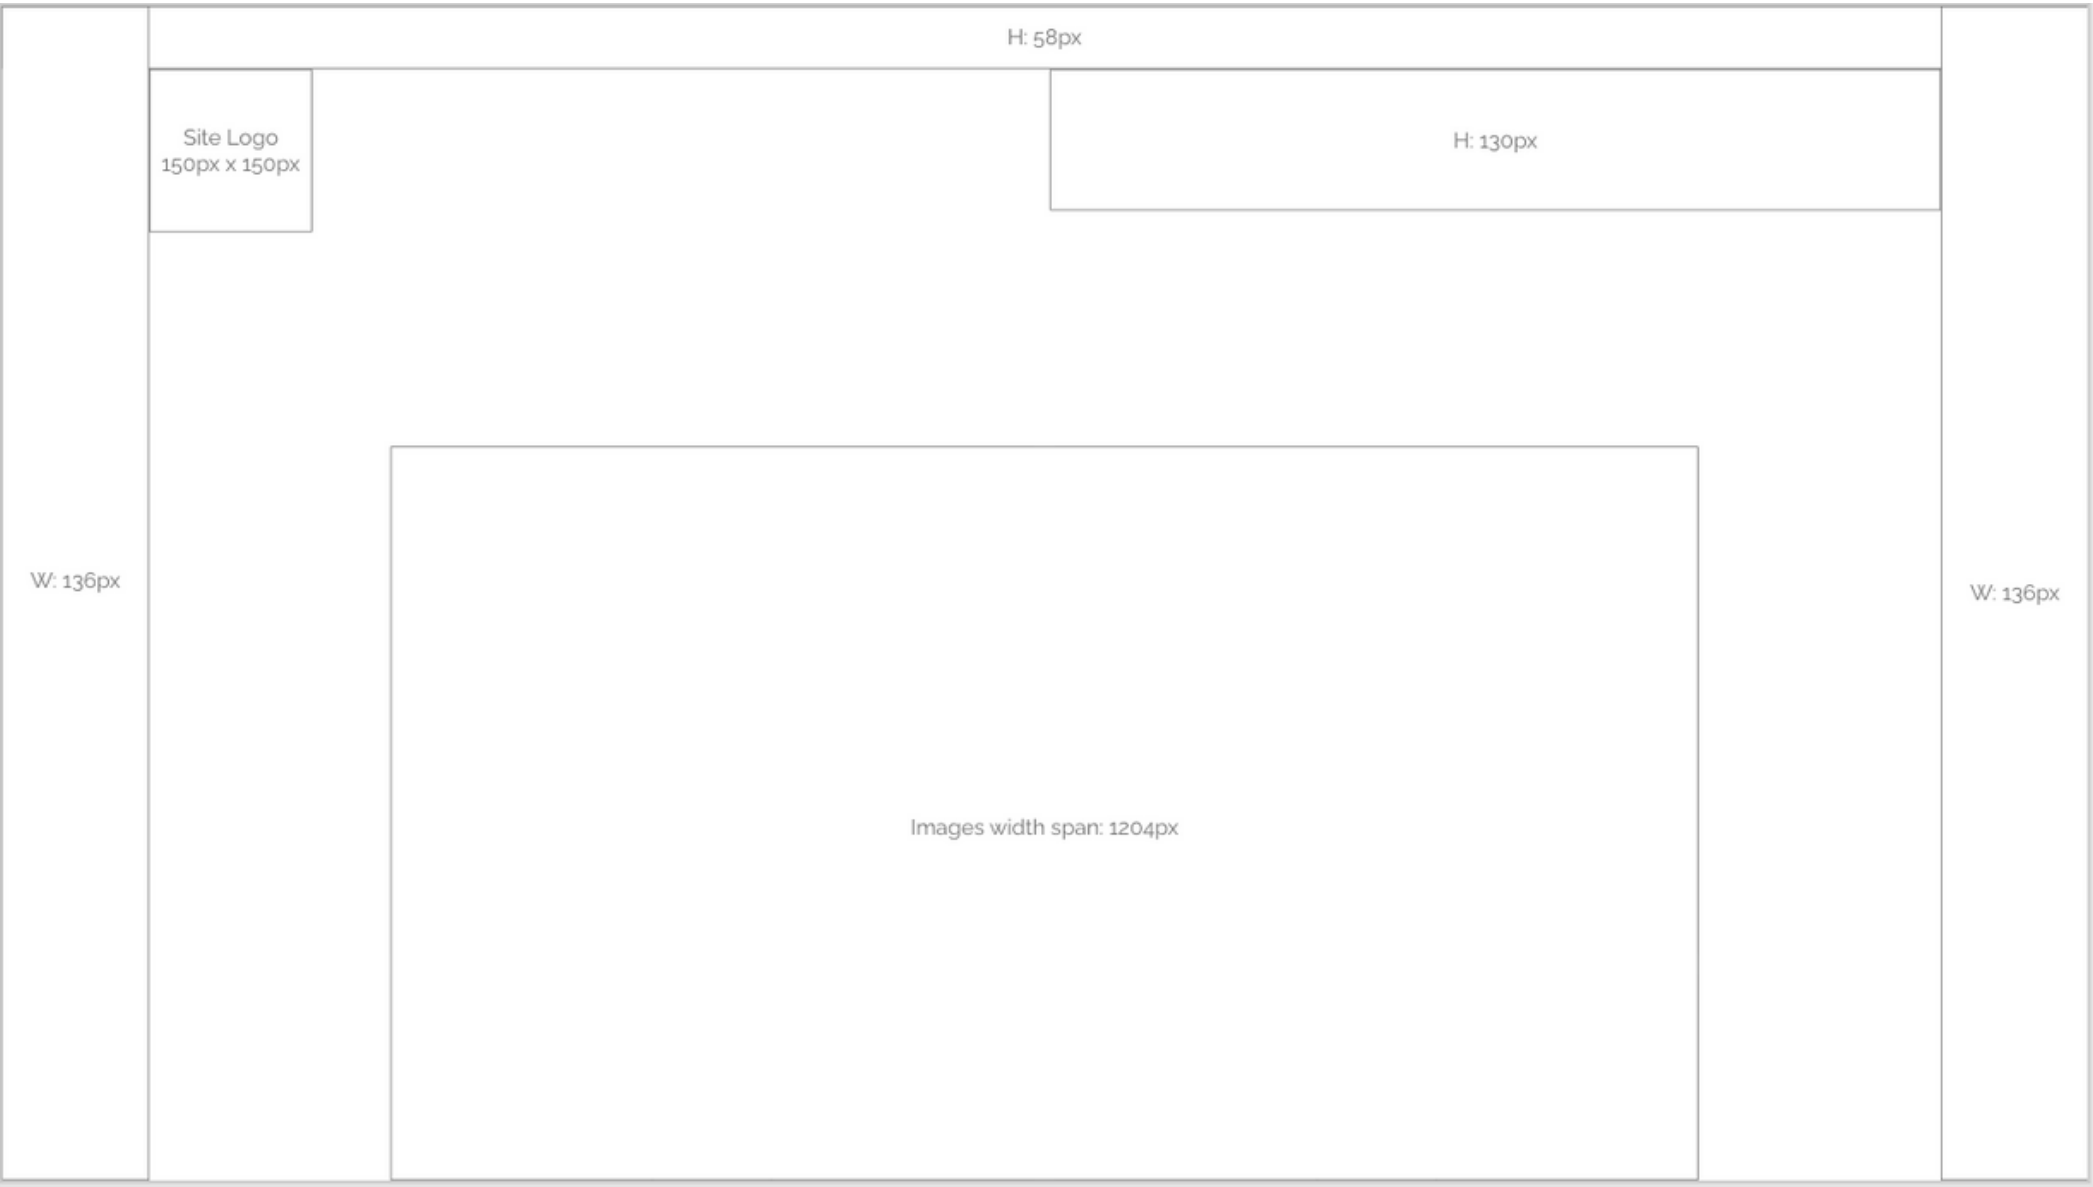 H: 58px
Site Logo
150px x 150px
H: 130px
W: 136px
W: 136px
Images width span: 1204px